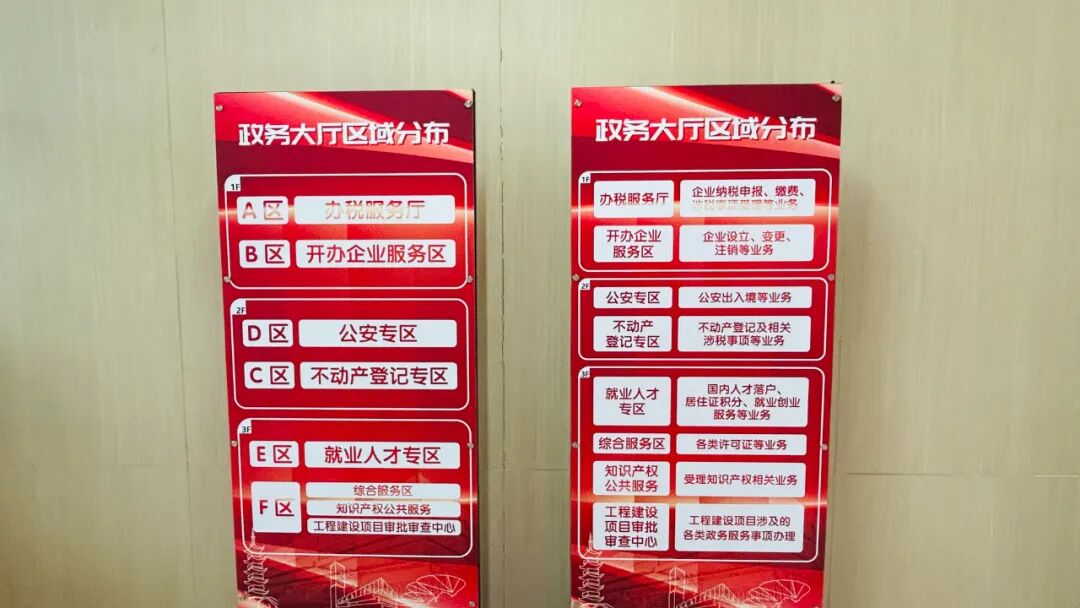 政务大厅区域分布
1F
A区
办税服务厅
B区
开办企业服务区
2F
D区
公安专区
C区
不动产登记专区
3F
E区
就业人才专区
F区
综合服务区
知识产权公共服务
工程建设项目审批审查中心
政务大厅区域分布
1F
办税服务厅
企业纳税申报、缴费、
涉税事项受理等业务
开办企业
服务区
企业设立、变更、
注销等业务
2F
公安专区
公安出入境等业务
不动产
登记专区
不动产登记及相关
涉税事项等业务
3F
就业人才
专区
国内人才落户、
居住证积分、就业创业
服务等业务
综合服务区
各类许可证等业务
知识产权
公共服务
受理知识产权相关业务
工程建设
项目审批
审查中心
工程建设项目涉及的
各类政务服务事项办理